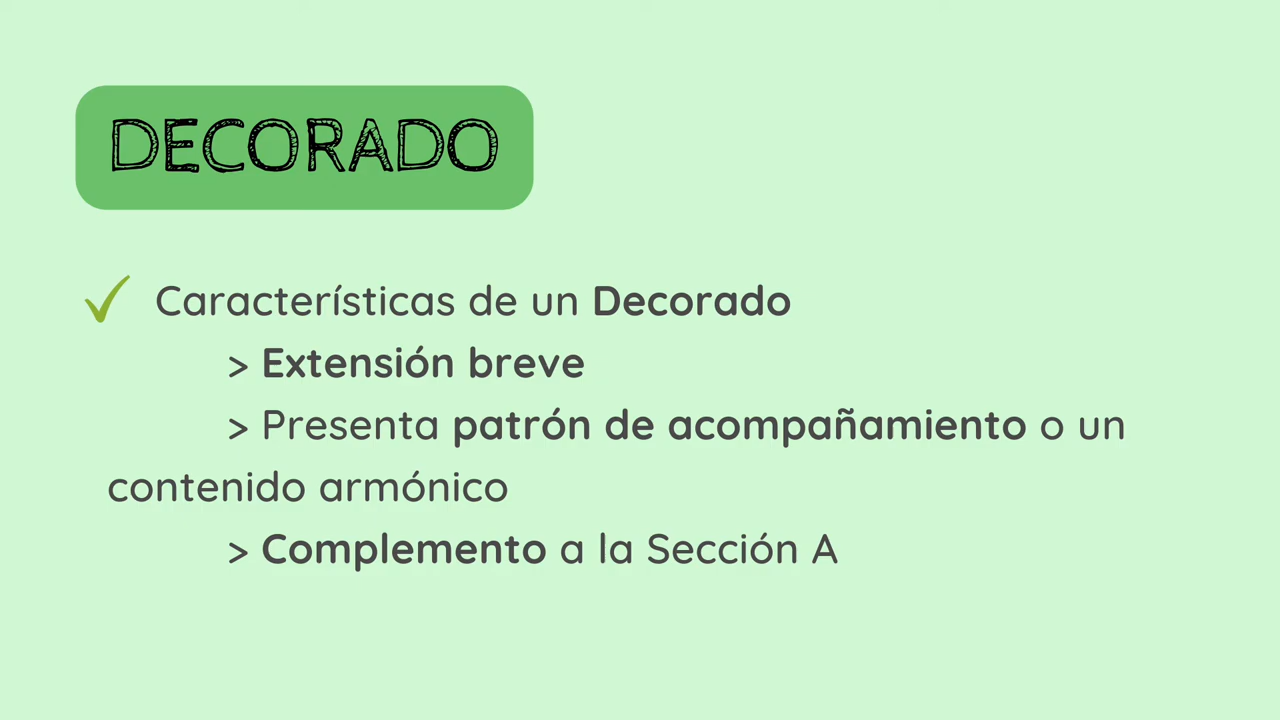 DECORADO
Características de un Decorado
> Extensión breve
> Presenta patrón de acompañamiento o un
contenido armónico
> Complemento a la Sección A